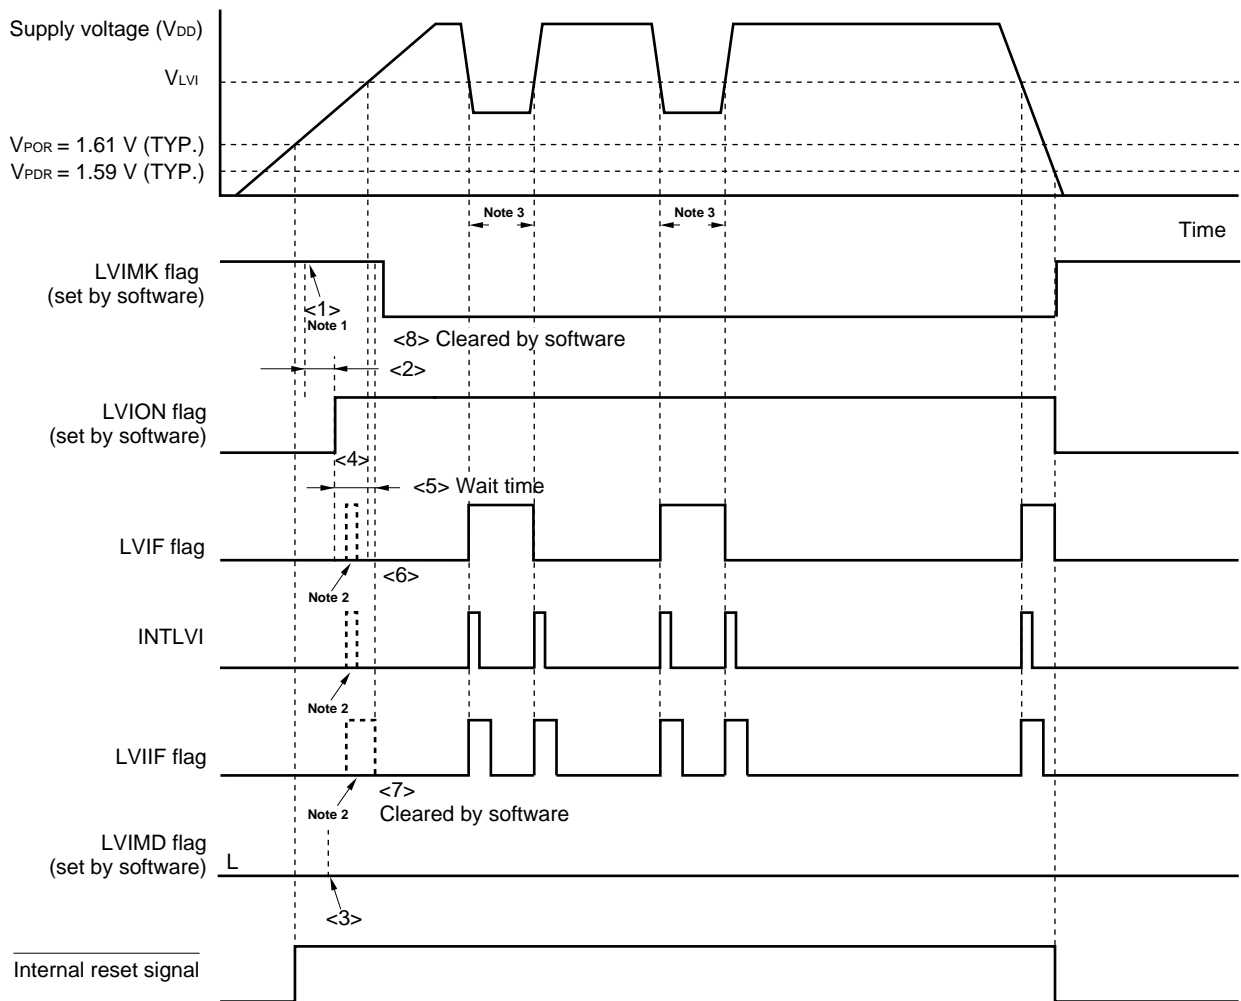 Supply voltage (VDD)
VLVI
VPOR = 1.61 V (TYP.)
VPDR = 1.59 V (TYP.)
Note 3
Note 3
Time
LVIMK flag
(set by software)
<1>
Note 1
<8> Cleared by software
<2>
LVION flag
(set by software)
<4>
<5> Wait time
LVIF flag
<6>
Note 2
INTLVI
Note 2
LVIIF flag
<7>
Note 2
Cleared by software
LVIMD flag
(set by software)
L
<3>
Internal reset signal